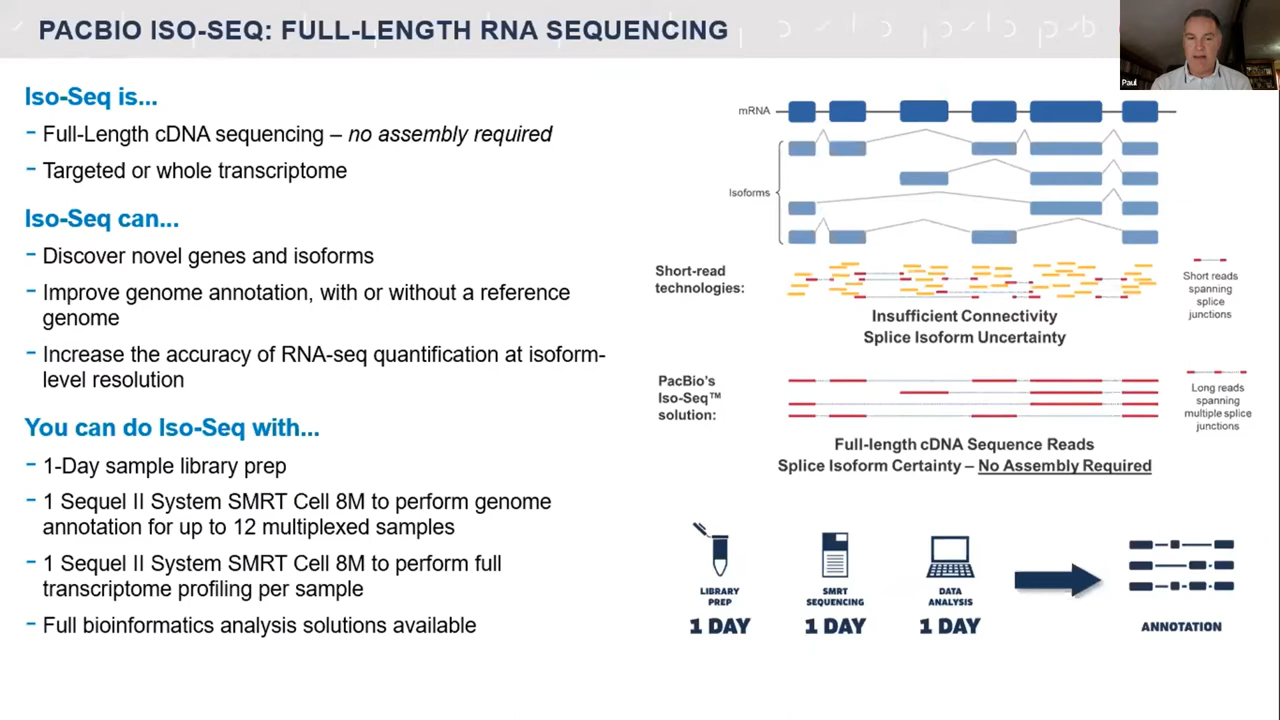 PACBIO ISO-SEQ: FULL-LENGTH RNA SEQUENCING
Paul
Iso-Seq is...
- Full-Length cDNA sequencing – no assembly required
- Targeted or whole transcriptome
Iso-Seq can...
- Discover novel genes and isoforms
- Improve genome annotation, with or without a reference
genome
- Increase the accuracy of RNA-seq quantification at isoform-
level resolution
You can do Iso-Seq with...
- 1-Day sample library prep
- 1 Sequel II System SMRT Cell 8M to perform genome
annotation for up to 12 multiplexed samples
- 1 Sequel II System SMRT Cell 8M to perform full
transcriptome profiling per sample
- Full bioinformatics analysis solutions available
mRNA
Isoforms
Short-read
technologies:
Short reads
spanning
splice
junctions
Insufficient Connectivity
Splice Isoform Uncertainty
PacBio's
Iso-Seq™
solution:
Long reads
spanning
multiple splice
junctions
Full-length cDNA Sequence Reads
Splice Isoform Certainty – No Assembly Required
LIBRARY
PREP
1 DAY
SMRT
SEQUENCING
1 DAY
DATA
ANALYSIS
1 DAY
ANNOTATION